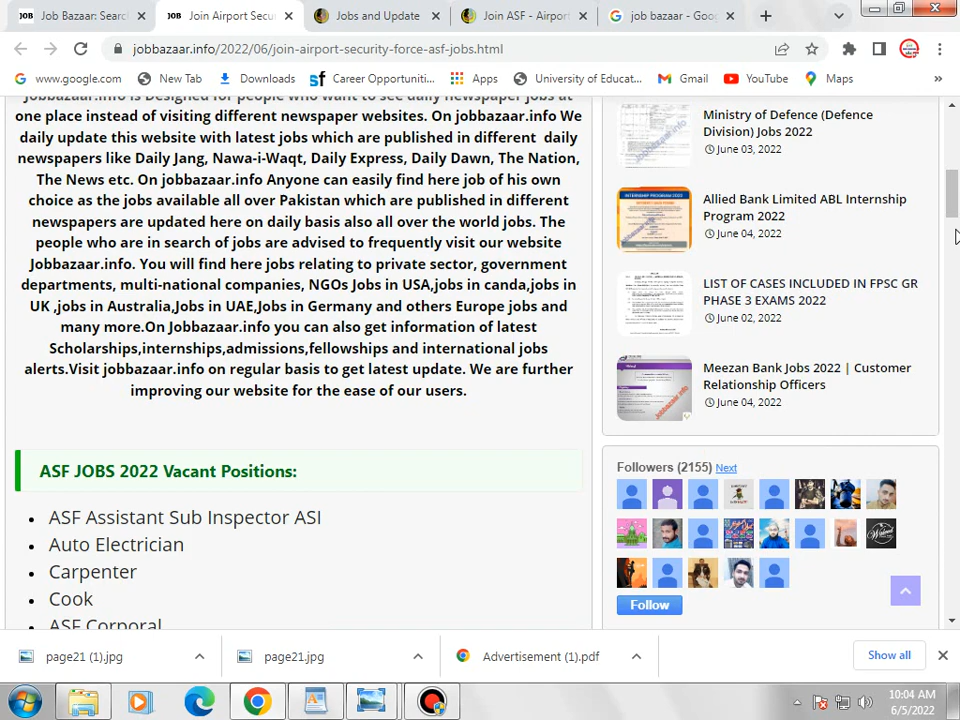 Job Bazaar: Searc
Join Airport Secu
Jobs and Update
Join ASF - Airport
job bazaar - Goog
jobbazaar.info/2022/06/join-airport-security-force-asf-jobs.html
www.google.com
New Tab
Downloads
Career Opportuniti...
Apps
University of Educat...
Gmail
YouTube
Maps
»
Jobbazaar.info is Designed for people who want to see daily newspaper jobs at
one place instead of visiting different newspaper websites. On jobbazaar.info We
daily update this website with latest jobs which are published in different daily
newspapers like Daily Jang, Nawa-i-Waqt, Daily Express, Daily Dawn, The Nation,
The News etc. On jobbazaar.info Anyone can easily find here job of his own
choice as the jobs available all over Pakistan which are published in different
newspapers are updated here on daily basis also all over the world jobs. The
people who are in search of jobs are advised to frequently visit our website
Jobbazaar.info. You will find here jobs relating to private sector, government
departments, multi-national companies, NGOs Jobs in USA,jobs in canda,jobs in
UK ,jobs in Australia,Jobs in UAE,Jobs in Germany,and others Europe jobs and
many more.On Jobbazaar.info you can also get information of latest
Scholarships,internships,admissions,fellowships and international jobs
alerts.Visit jobbazaar.info on regular basis to get latest update. We are further
improving our website for the ease of our users.
ASF JOBS 2022 Vacant Positions:
ASF Assistant Sub Inspector ASI
Auto Electrician
Carpenter
Cook
ASF Corporal
Ministry of Defence (Defence
Division) Jobs 2022
June 03, 2022
Allied Bank Limited ABL Internship
Program 2022
June 04, 2022
LIST OF CASES INCLUDED IN FPSC GR
PHASE 3 EXAMS 2022
June 02, 2022
Meezan Bank Jobs 2022 | Customer
Relationship Officers
June 04, 2022
Followers (2155) Next
Follow
page21 (1).jpg
page21.jpg
Advertisement (1).pdf
Show all
10:04 AM
6/5/2022